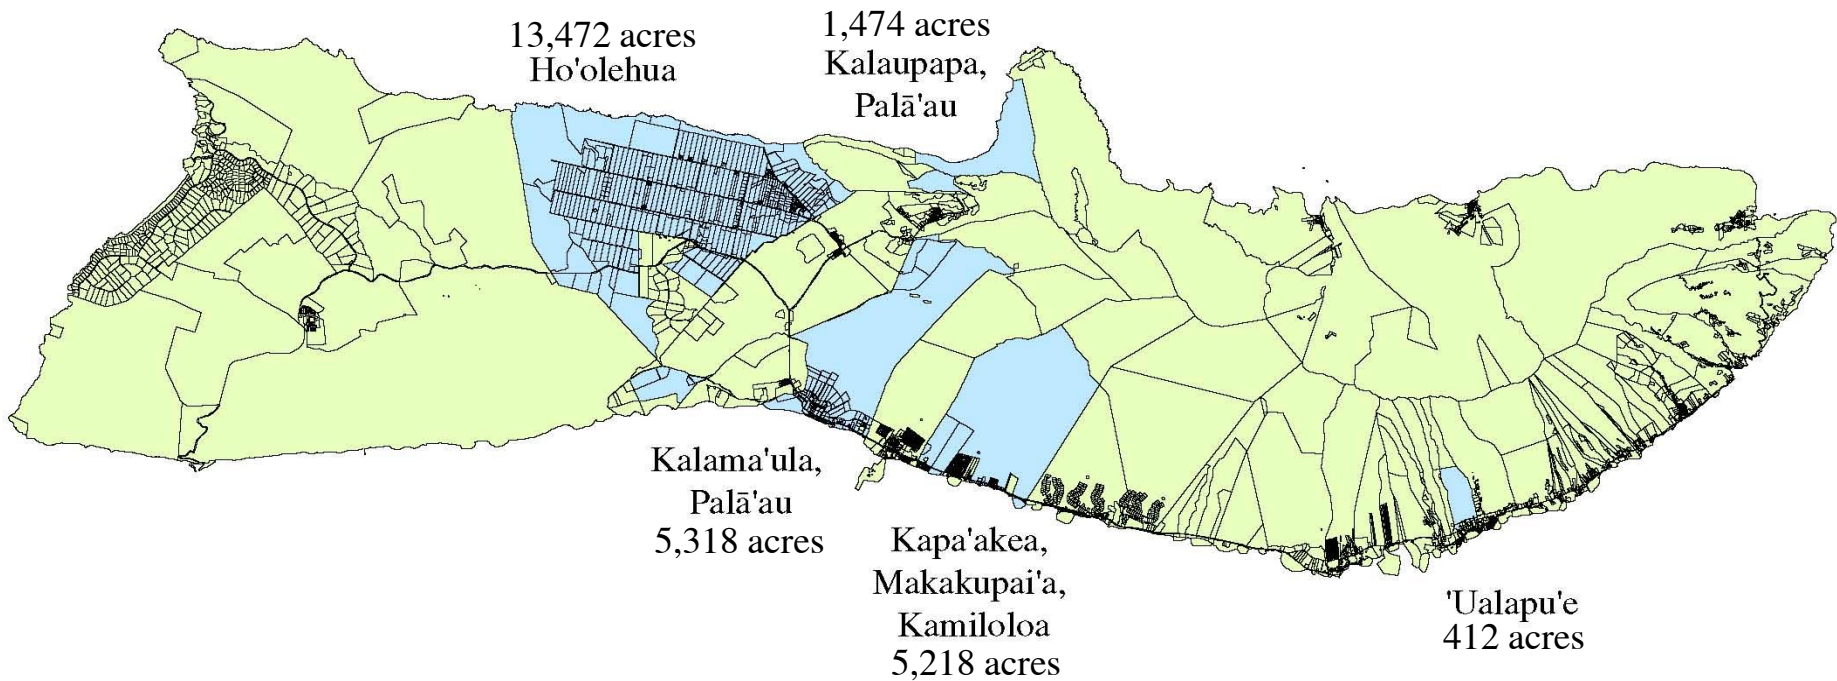 13,472 acres
Ho'olehua
1,474 acres
Kalaupapa,
Palā'au
Kalama'ula,
Palā'au
5,318 acres
Kapa'akea,
Makakupai'a,
Kamiloloa
5,218 acres
'Ualapu'e
412 acres